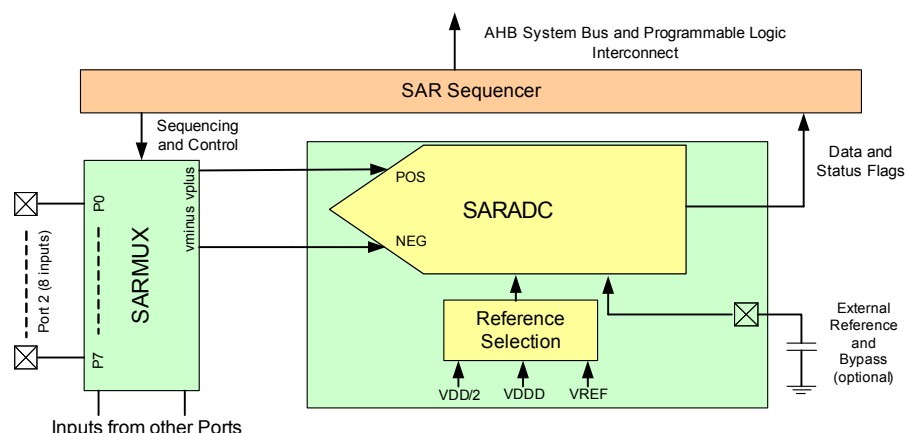 AHB System Bus and Programmable Logic
Interconnect
SAR Sequencer
Sequencing
and Control
Data and
Status Flags
vminus vplus
P0
Port 2 (8 inputs)
SARMUX
P7
POS
SARADC
NEG
Reference
Selection
VDD/2
VDDD
VREF
External
Reference
and
Bypass
(optional)
Inputs from other Ports